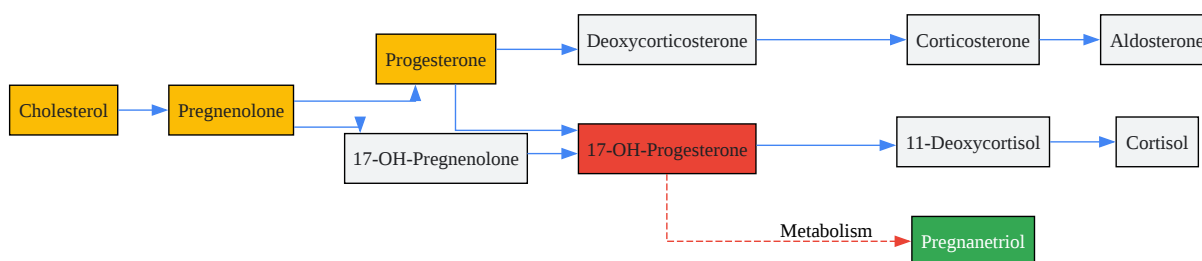 Deoxycorticosterone
Corticosterone
Aldosterone
Progesterone
Cholesterol
Pregnenolone
17-OH-Pregnenolone
17-OH-Progesterone
11-Deoxycortisol
Cortisol
Metabolism
Pregnanetriol